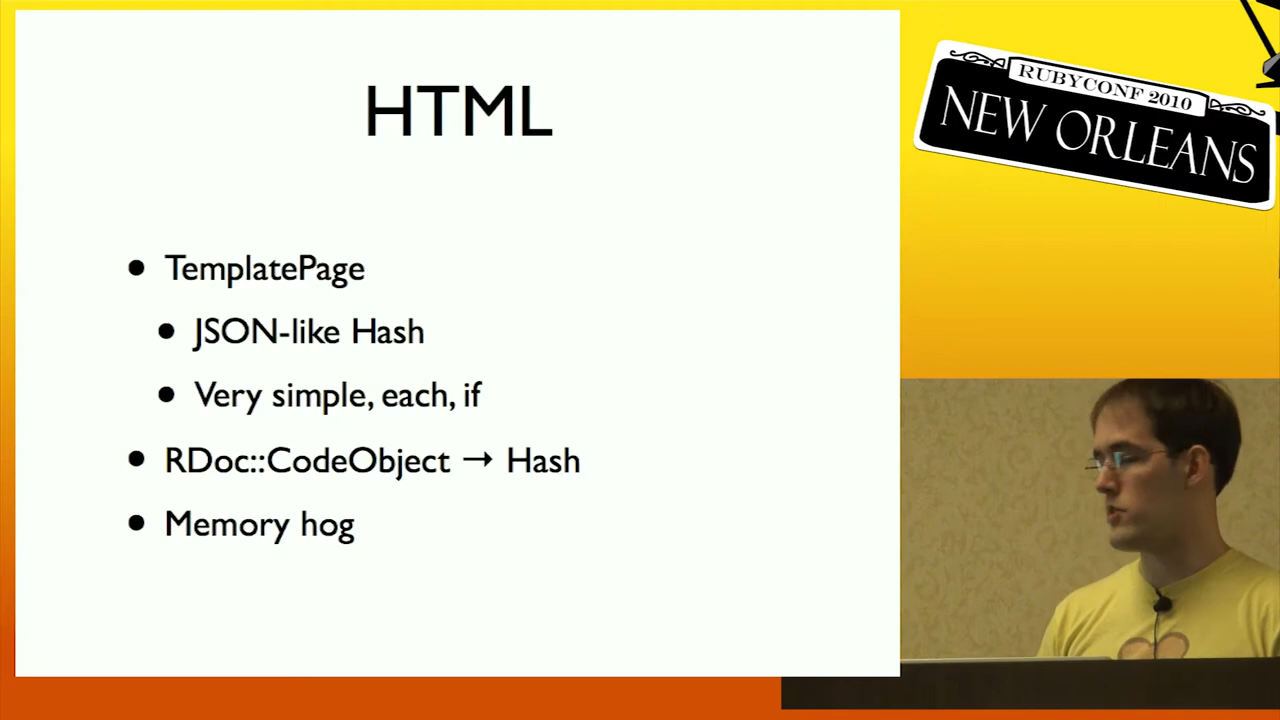 HTML
• TemplatePage
• JSON-like Hash
• Very simple, each, if
• RDoc::CodeObject → Hash
• Memory hog
RUBYCONF 2010
NEW ORLEANS